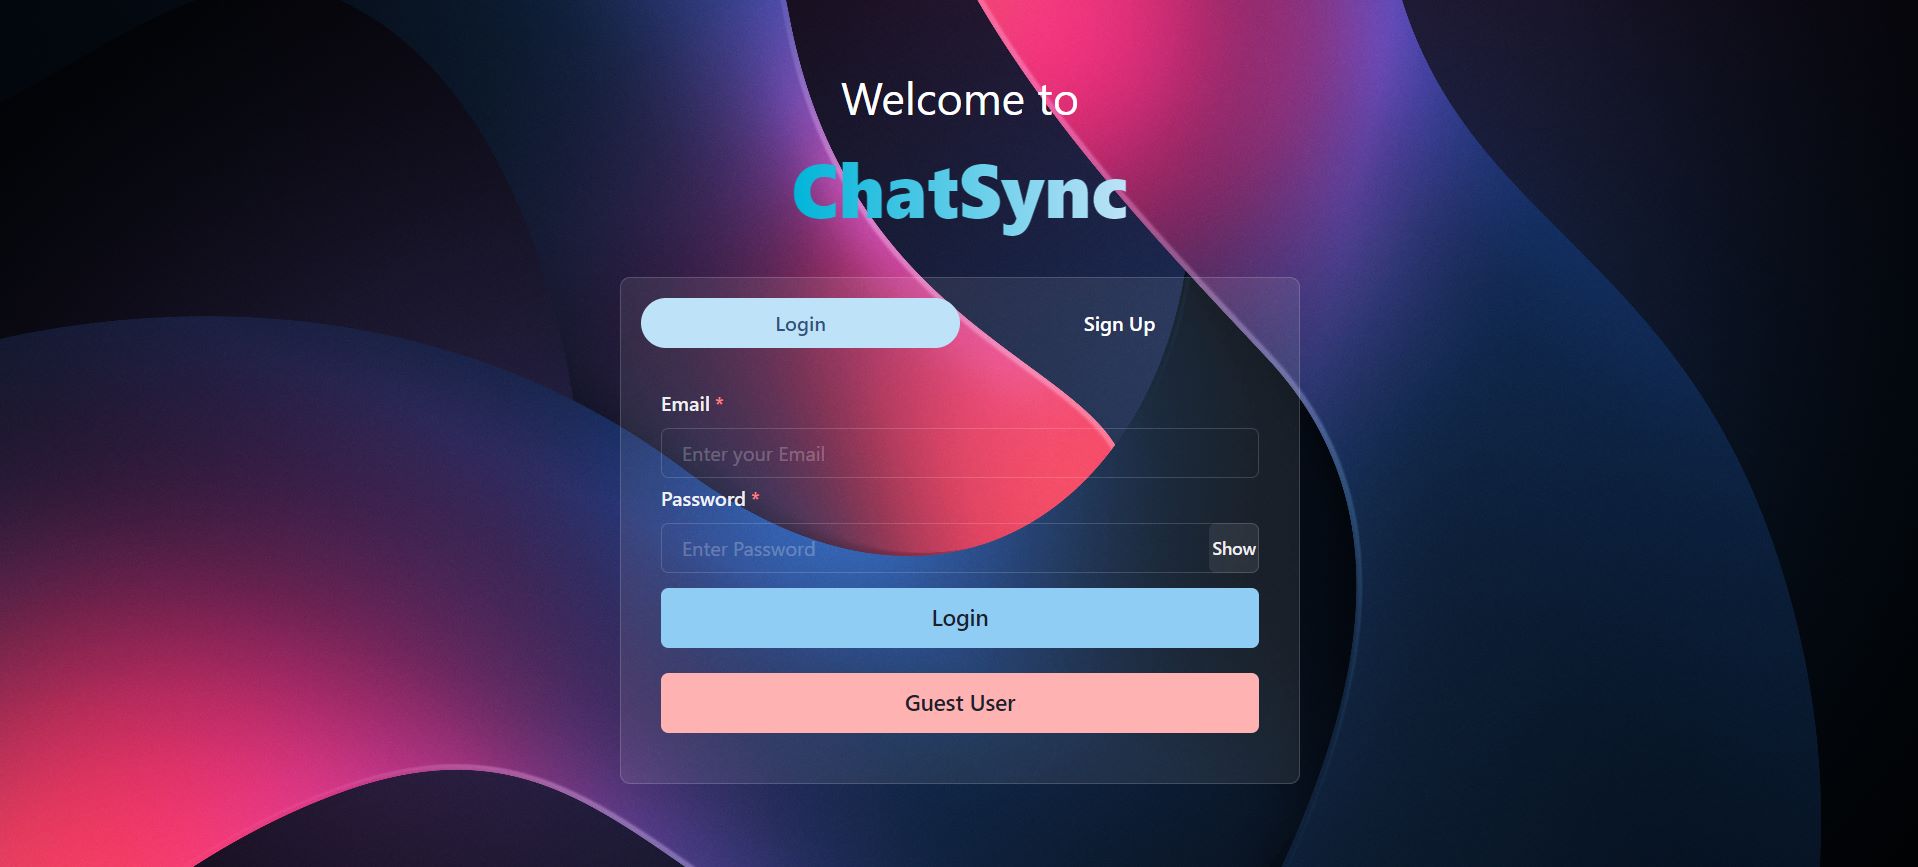 Welcome to
ChatSync
Login Sign Up
Email *
Enter your Email
Password *
Enter Password Show
Login
Guest User